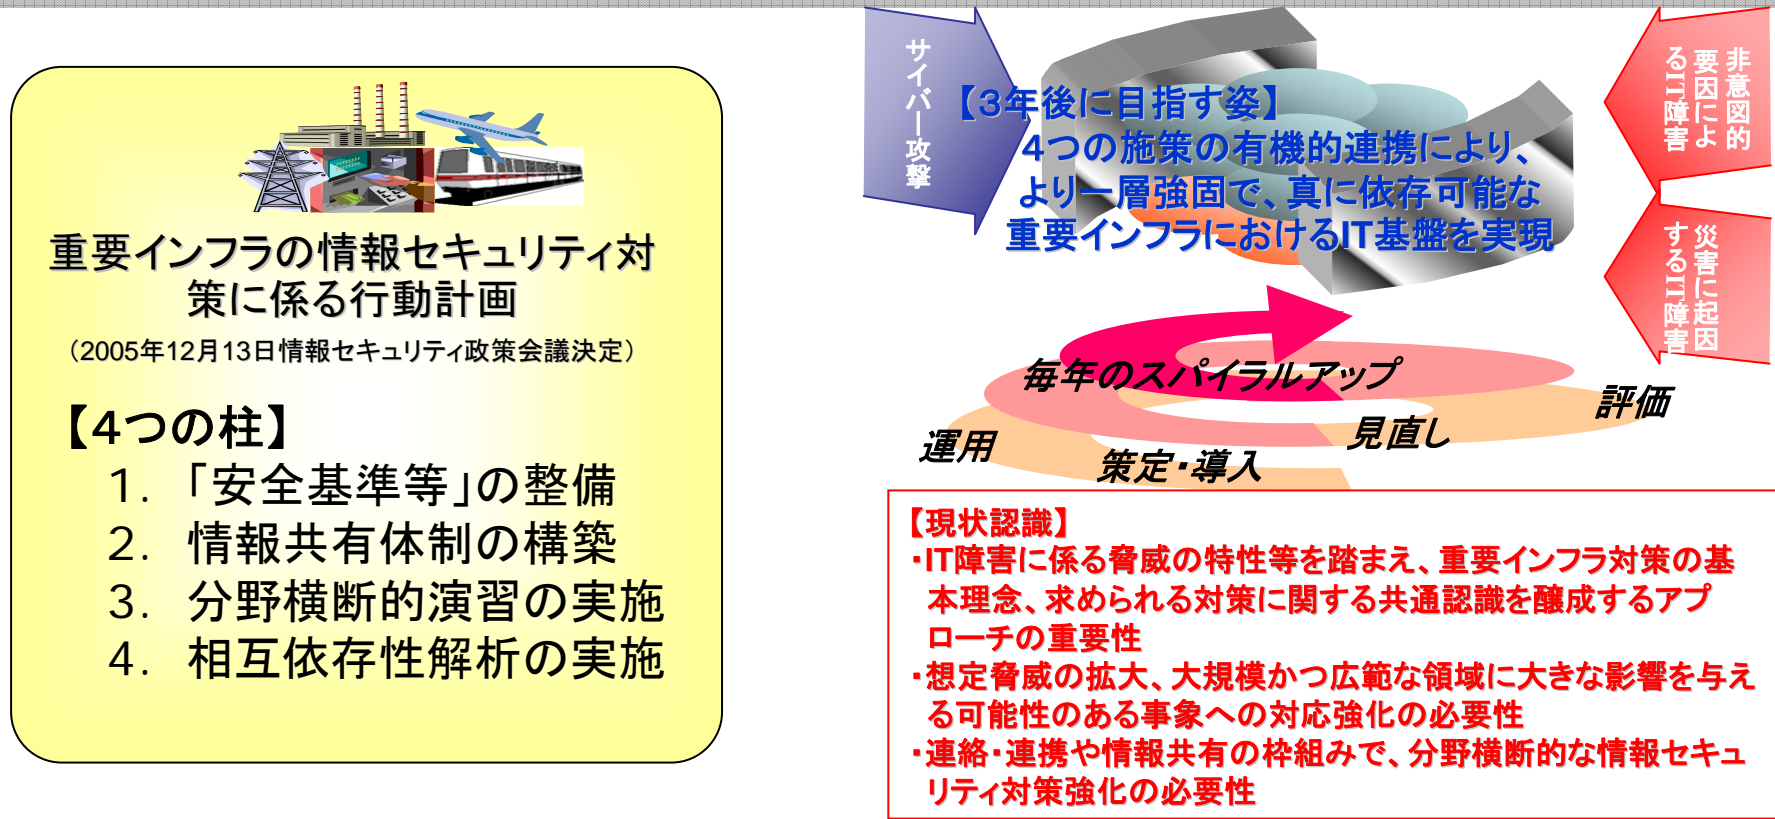 重要インフラの情報セキュリティ対
策に係る行動計画
（2005年12月13日情報セキュリティ政策会議決定）
【4つの柱】
1. 「安全基準等」の整備
2. 情報共有体制の構築
3. 分野横断的演習の実施
4. 相互依存性解析の実施
サイバー攻撃
【3年後に目指す姿】
4つの施策の有機的連携により、
より一層強固で、真に依存可能な
重要インフラにおけるIT基盤を実現
非意図的
要因によ
るIT障害
災害に起因
するIT障害
毎年のスパイラルアップ
評価
見直し
運用
策定・導入
【現状認識】
・IT障害に係る脅威の特性等を踏まえ、重要インフラ対策の基
本理念、求められる対策に関する共通認識を醸成するアプ
ローチの重要性
・想定脅威の拡大、大規模かつ広範な領域に大きな影響を与え
る可能性のある事象への対応強化の必要性
・連絡・連携や情報共有の枠組みで、分野横断的な情報セキュ
リティ対策強化の必要性